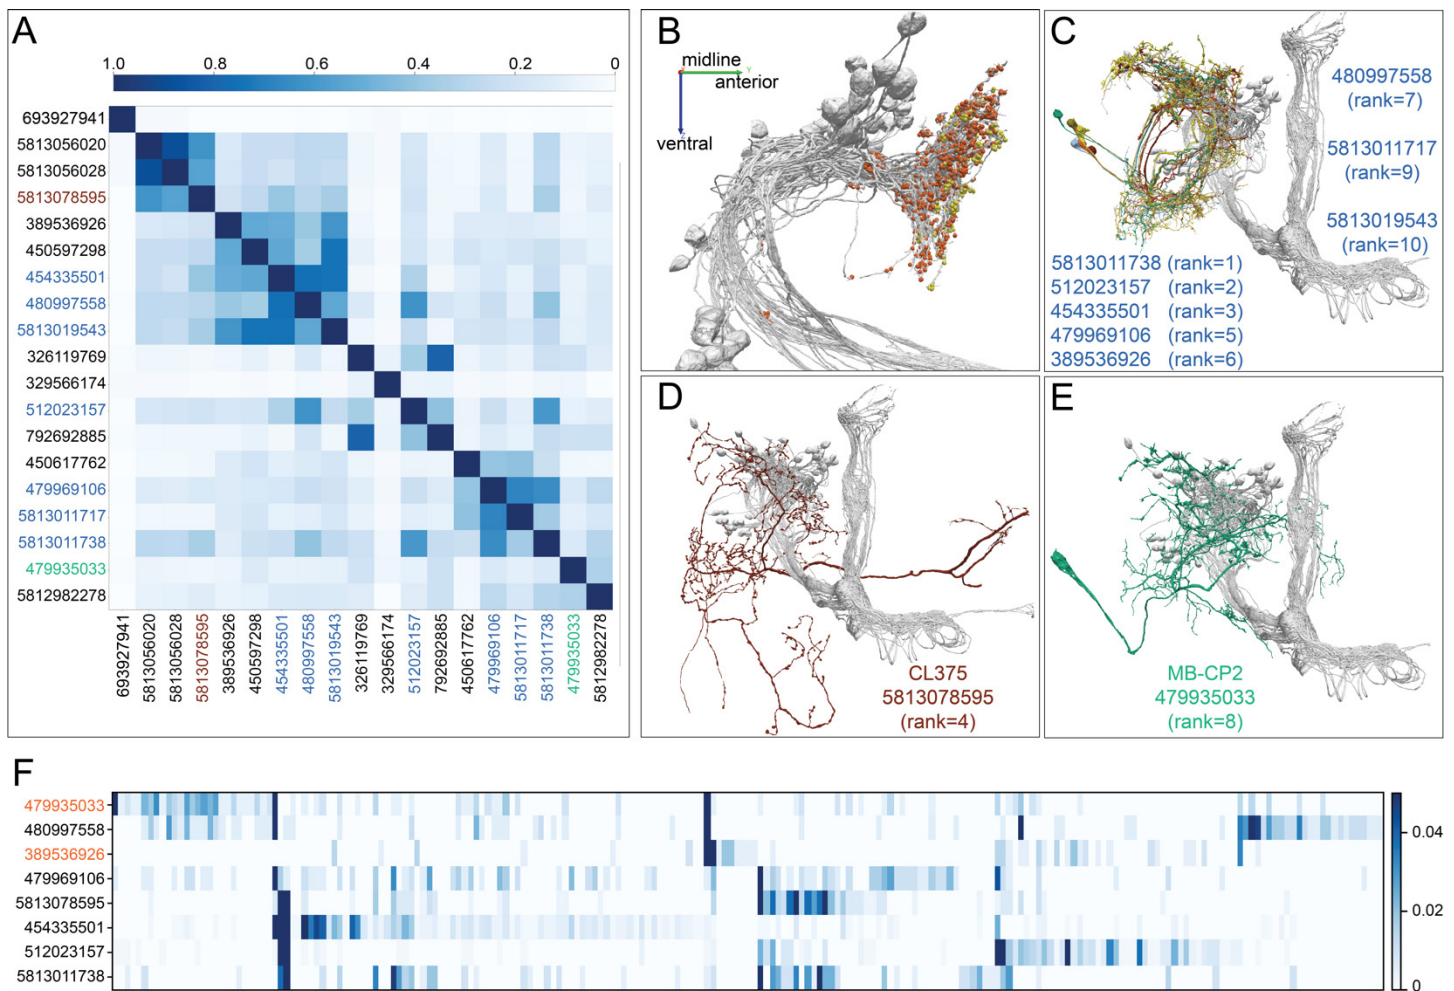 A
1.0 0.8 0.6 0.4 0.2 0
693927941
5813056020
5813056028
5813078595
389536926
450597298
454335501
480997558
5813019543
326119769
329566174
512023157
792692885
450617762
479969106
5813011717
5813011738
479935033
5812982278
693927941
5813056020
5813056028
5813078595
389536926
450597298
454335501
480997558
5813019543
326119769
329566174
512023157
792692885
450617762
479969106
5813011717
5813011738
479935033
5812982278
B
midline
anterior
ventral
C
480997558
(rank=7)
5813011717
(rank=9)
5813019543
(rank=10)
5813011738 (rank=1)
512023157 (rank=2)
454335501 (rank=3)
479969106 (rank=5)
389536926 (rank=6)
D
CL375
5813078595
(rank=4)
E
MB-CP2
479935033
(rank=8)
F
479935033
480997558
389536926
479969106
5813078595
454335501
512023157
5813011738
0.04
0.02
0